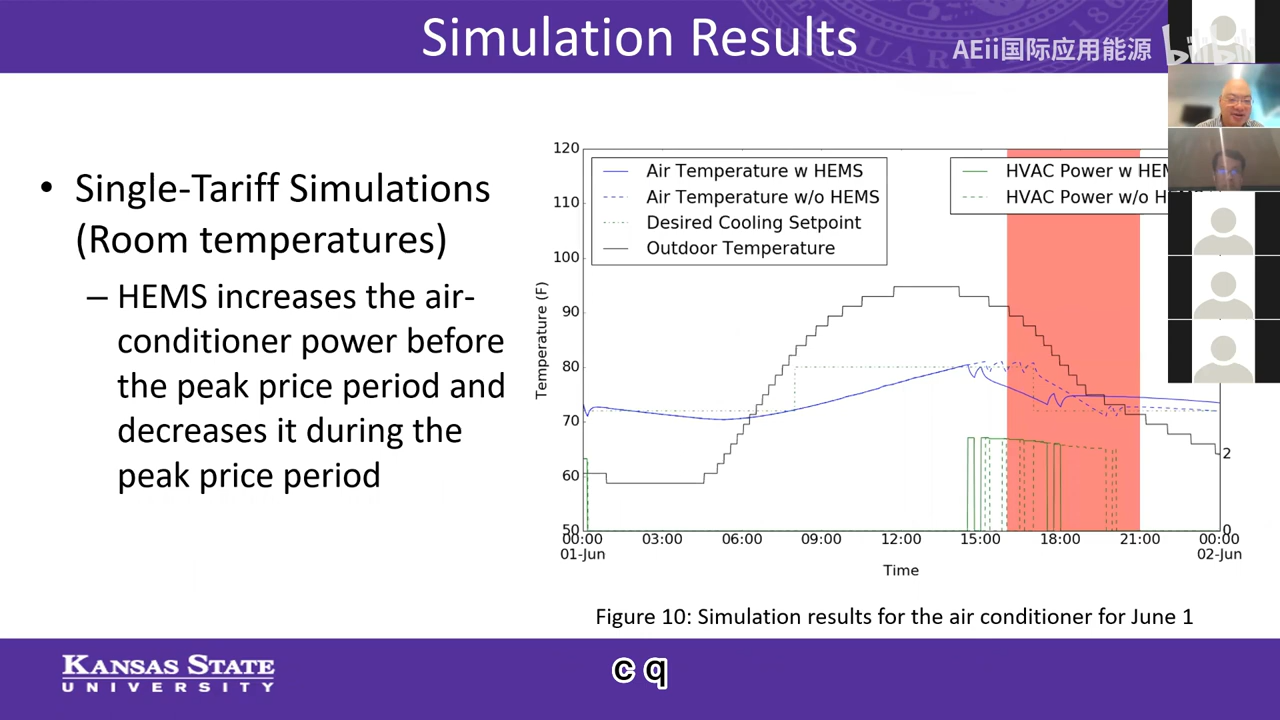 Simulation Results
AEii国际应用能源
bilibili
• Single-Tariff Simulations
(Room temperatures)
– HEMS increases the air-
conditioner power before
the peak price period and
decreases it during the
peak price period
Air Temperature w HEMS
Air Temperature w/o HEMS
Desired Cooling Setpoint
Outdoor Temperature
HVAC Power w HEM
HVAC Power w/o H
Temperature (F)
120
110
100
90
80
70
60
50
2
0
00:00 03:00 06:00 09:00 12:00 15:00 18:00 21:00 00:00
01-Jun 02-Jun
Time
Figure 10: Simulation results for the air conditioner for June 1
KANSAS STATE
UNIVERSITY
c q